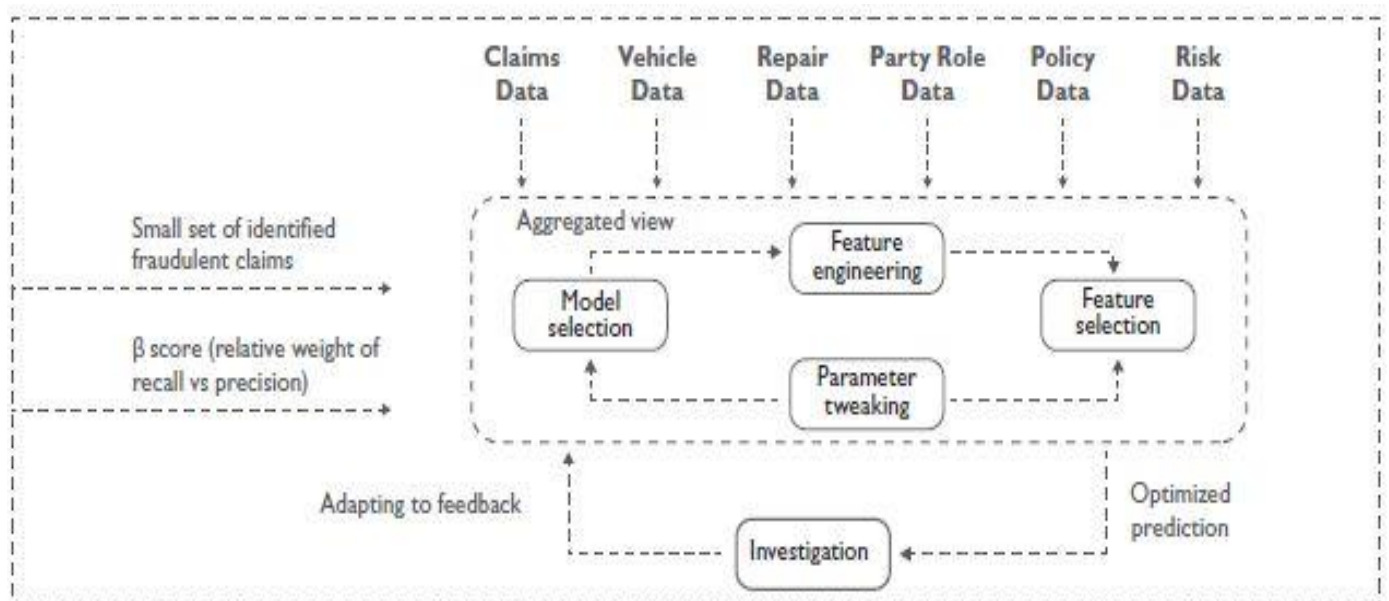 Claims Data
Vehicle Data
Repair Data
Party Role Data
Policy Data
Risk Data
Small set of identified
fraudulent claims
β score (relative weight of
recall vs precision)
Aggregated view
Feature
engineering
Model
selection
Feature
selection
Parameter
tweaking
Adapting to feedback
Optimized
prediction
Investigation